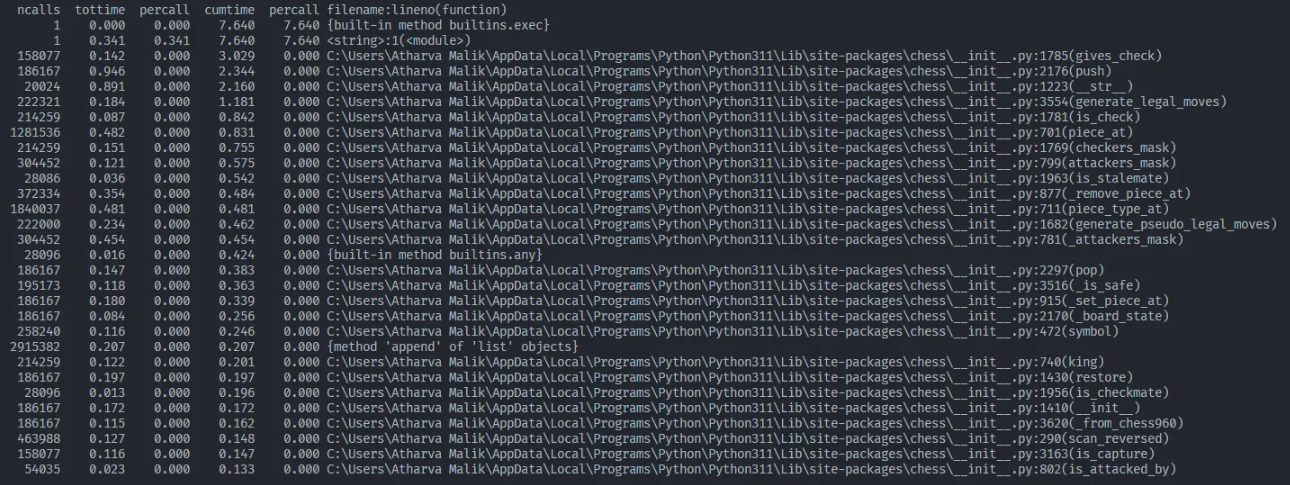 ncalls tottime percall cumtime percall filename:lineno(function)
1 0.000 0.000 7.640 7.640 {built-in method builtins.exec}
1 0.341 0.341 7.640 7.640 <string>:1(<module>)
158077 0.142 0.000 3.029 0.000 C:\Users\Atharva Malik\AppData\Local\Programs\Python\Python311\Lib\site-packages\chess\__init__.py:1785(gives_check)
186167 0.946 0.000 2.344 0.000 C:\Users\Atharva Malik\AppData\Local\Programs\Python\Python311\Lib\site-packages\chess\__init__.py:2176(push)
20024 0.891 0.000 2.160 0.000 C:\Users\Atharva Malik\AppData\Local\Programs\Python\Python311\Lib\site-packages\chess\__init__.py:1223(__str__)
222321 0.184 0.000 1.181 0.000 C:\Users\Atharva Malik\AppData\Local\Programs\Python\Python311\Lib\site-packages\chess\__init__.py:3554(generate_legal_moves)
214259 0.087 0.000 0.842 0.000 C:\Users\Atharva Malik\AppData\Local\Programs\Python\Python311\Lib\site-packages\chess\__init__.py:1781(is_check)
1281536 0.482 0.000 0.831 0.000 C:\Users\Atharva Malik\AppData\Local\Programs\Python\Python311\Lib\site-packages\chess\__init__.py:701(piece_at)
214259 0.151 0.000 0.755 0.000 C:\Users\Atharva Malik\AppData\Local\Programs\Python\Python311\Lib\site-packages\chess\__init__.py:1769(checkers_mask)
304452 0.121 0.000 0.575 0.000 C:\Users\Atharva Malik\AppData\Local\Programs\Python\Python311\Lib\site-packages\chess\__init__.py:799(attackers_mask)
28086 0.036 0.000 0.542 0.000 C:\Users\Atharva Malik\AppData\Local\Programs\Python\Python311\Lib\site-packages\chess\__init__.py:1963(is_stalemate)
372334 0.354 0.000 0.484 0.000 C:\Users\Atharva Malik\AppData\Local\Programs\Python\Python311\Lib\site-packages\chess\__init__.py:877(_remove_piece_at)
1840037 0.481 0.000 0.481 0.000 C:\Users\Atharva Malik\AppData\Local\Programs\Python\Python311\Lib\site-packages\chess\__init__.py:711(piece_type_at)
222000 0.234 0.000 0.462 0.000 C:\Users\Atharva Malik\AppData\Local\Programs\Python\Python311\Lib\site-packages\chess\__init__.py:1682(generate_pseudo_legal_moves)
304452 0.454 0.000 0.454 0.000 C:\Users\Atharva Malik\AppData\Local\Programs\Python\Python311\Lib\site-packages\chess\__init__.py:781(_attackers_mask)
28096 0.016 0.000 0.424 0.000 {built-in method builtins.any}
186167 0.147 0.000 0.383 0.000 C:\Users\Atharva Malik\AppData\Local\Programs\Python\Python311\Lib\site-packages\chess\__init__.py:2297(pop)
195173 0.118 0.000 0.363 0.000 C:\Users\Atharva Malik\AppData\Local\Programs\Python\Python311\Lib\site-packages\chess\__init__.py:3516(_is_safe)
186167 0.180 0.000 0.339 0.000 C:\Users\Atharva Malik\AppData\Local\Programs\Python\Python311\Lib\site-packages\chess\__init__.py:915(_set_piece_at)
186167 0.084 0.000 0.256 0.000 C:\Users\Atharva Malik\AppData\Local\Programs\Python\Python311\Lib\site-packages\chess\__init__.py:2170(_board_state)
258240 0.116 0.000 0.246 0.000 C:\Users\Atharva Malik\AppData\Local\Programs\Python\Python311\Lib\site-packages\chess\__init__.py:472(symbol)
2915382 0.207 0.000 0.207 0.000 {method 'append' of 'list' objects}
214259 0.122 0.000 0.201 0.000 C:\Users\Atharva Malik\AppData\Local\Programs\Python\Python311\Lib\site-packages\chess\__init__.py:740(king)
186167 0.197 0.000 0.197 0.000 C:\Users\Atharva Malik\AppData\Local\Programs\Python\Python311\Lib\site-packages\chess\__init__.py:1430(restore)
28096 0.013 0.000 0.196 0.000 C:\Users\Atharva Malik\AppData\Local\Programs\Python\Python311\Lib\site-packages\chess\__init__.py:1956(is_checkmate)
186167 0.172 0.000 0.172 0.000 C:\Users\Atharva Malik\AppData\Local\Programs\Python\Python311\Lib\site-packages\chess\__init__.py:1410(__init__)
186167 0.115 0.000 0.162 0.000 C:\Users\Atharva Malik\AppData\Local\Programs\Python\Python311\Lib\site-packages\chess\__init__.py:3620(_from_chess960)
463988 0.127 0.000 0.148 0.000 C:\Users\Atharva Malik\AppData\Local\Programs\Python\Python311\Lib\site-packages\chess\__init__.py:290(scan_reversed)
158077 0.116 0.000 0.147 0.000 C:\Users\Atharva Malik\AppData\Local\Programs\Python\Python311\Lib\site-packages\chess\__init__.py:3163(is_capture)
54035 0.023 0.000 0.133 0.000 C:\Users\Atharva Malik\AppData\Local\Programs\Python\Python311\Lib\site-packages\chess\__init__.py:802(is_attacked_by)